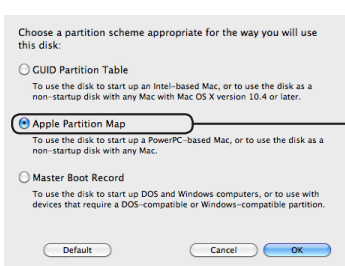 Choose a partition scheme appropriate for the way you will use
this disk:
GUID Partition Table
To use the disk to start up an Intel-based Mac, or to use the disk as a
non-startup disk with any Mac with Mac OS X version 10.4 or later.
Apple Partition Map
To use the disk to start up a PowerPC-based Mac, or to use the disk as a
non-startup disk with any Mac.
Master Boot Record
To use the disk to start up DOS and Windows computers, or to use with
devices that require a DOS-compatible or Windows-compatible partition.
Default
Cancel
OK